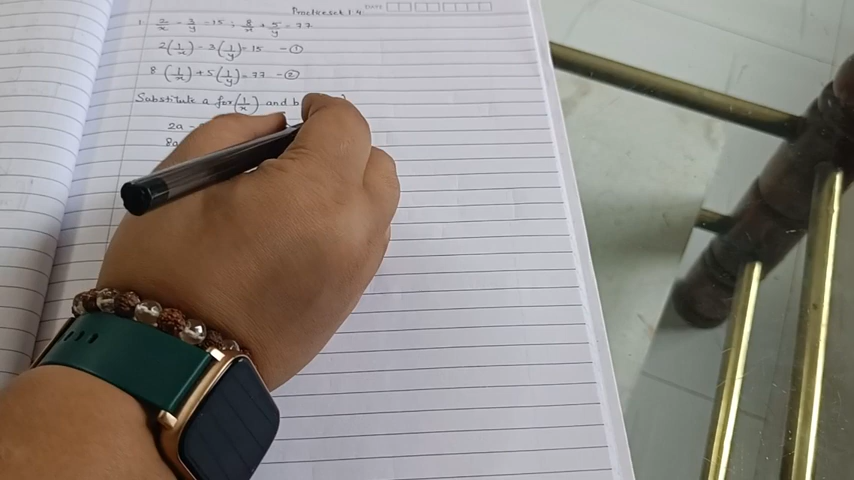 Practice set 1.4 DATE
1. 2/x - 3/y = 15 ; 8/x + 5/y = 77
2(1/x) - 3(1/y) = 15 - ①
8(1/x) + 5(1/y) = 77 - ②
Substitute a for (1/x) and b
2a -
8a